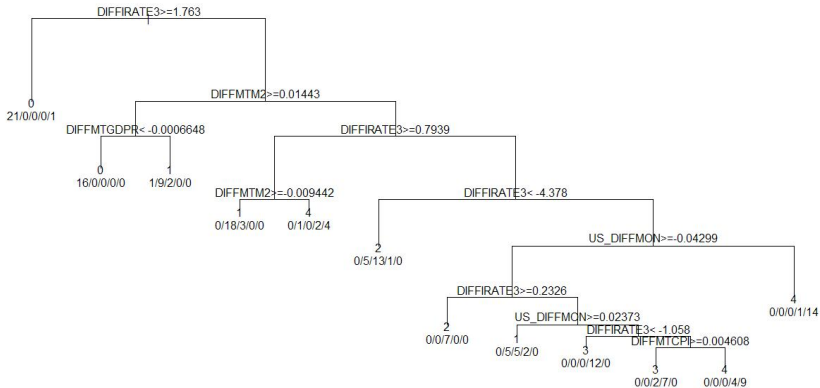 DIFFIRATE3>=1.763
0
21/0/0/0/1
DIFFMTM2>=0.01443
DIFFMTGDPR< -0.0006648
0
16/0/0/0/0
1
1/9/2/0/0
DIFFIRATE3>=0.7939
DIFFMTM2>=-0.009442
1
0/18/3/0/0
4
0/1/0/2/4
DIFFIRATE3< -4.378
2
0/5/13/1/0
US_DIFFMON>=-0.04299
4
0/0/0/1/14
DIFFIRATE3>=0.2326
2
0/0/7/0/0
US_DIFFMON>=0.02373
1
0/5/5/2/0
DIFFIRATE3< -1.058
3
0/0/0/12/0
DIFFMTCPI>=0.004608
3
0/0/2/7/0
4
0/0/0/4/9